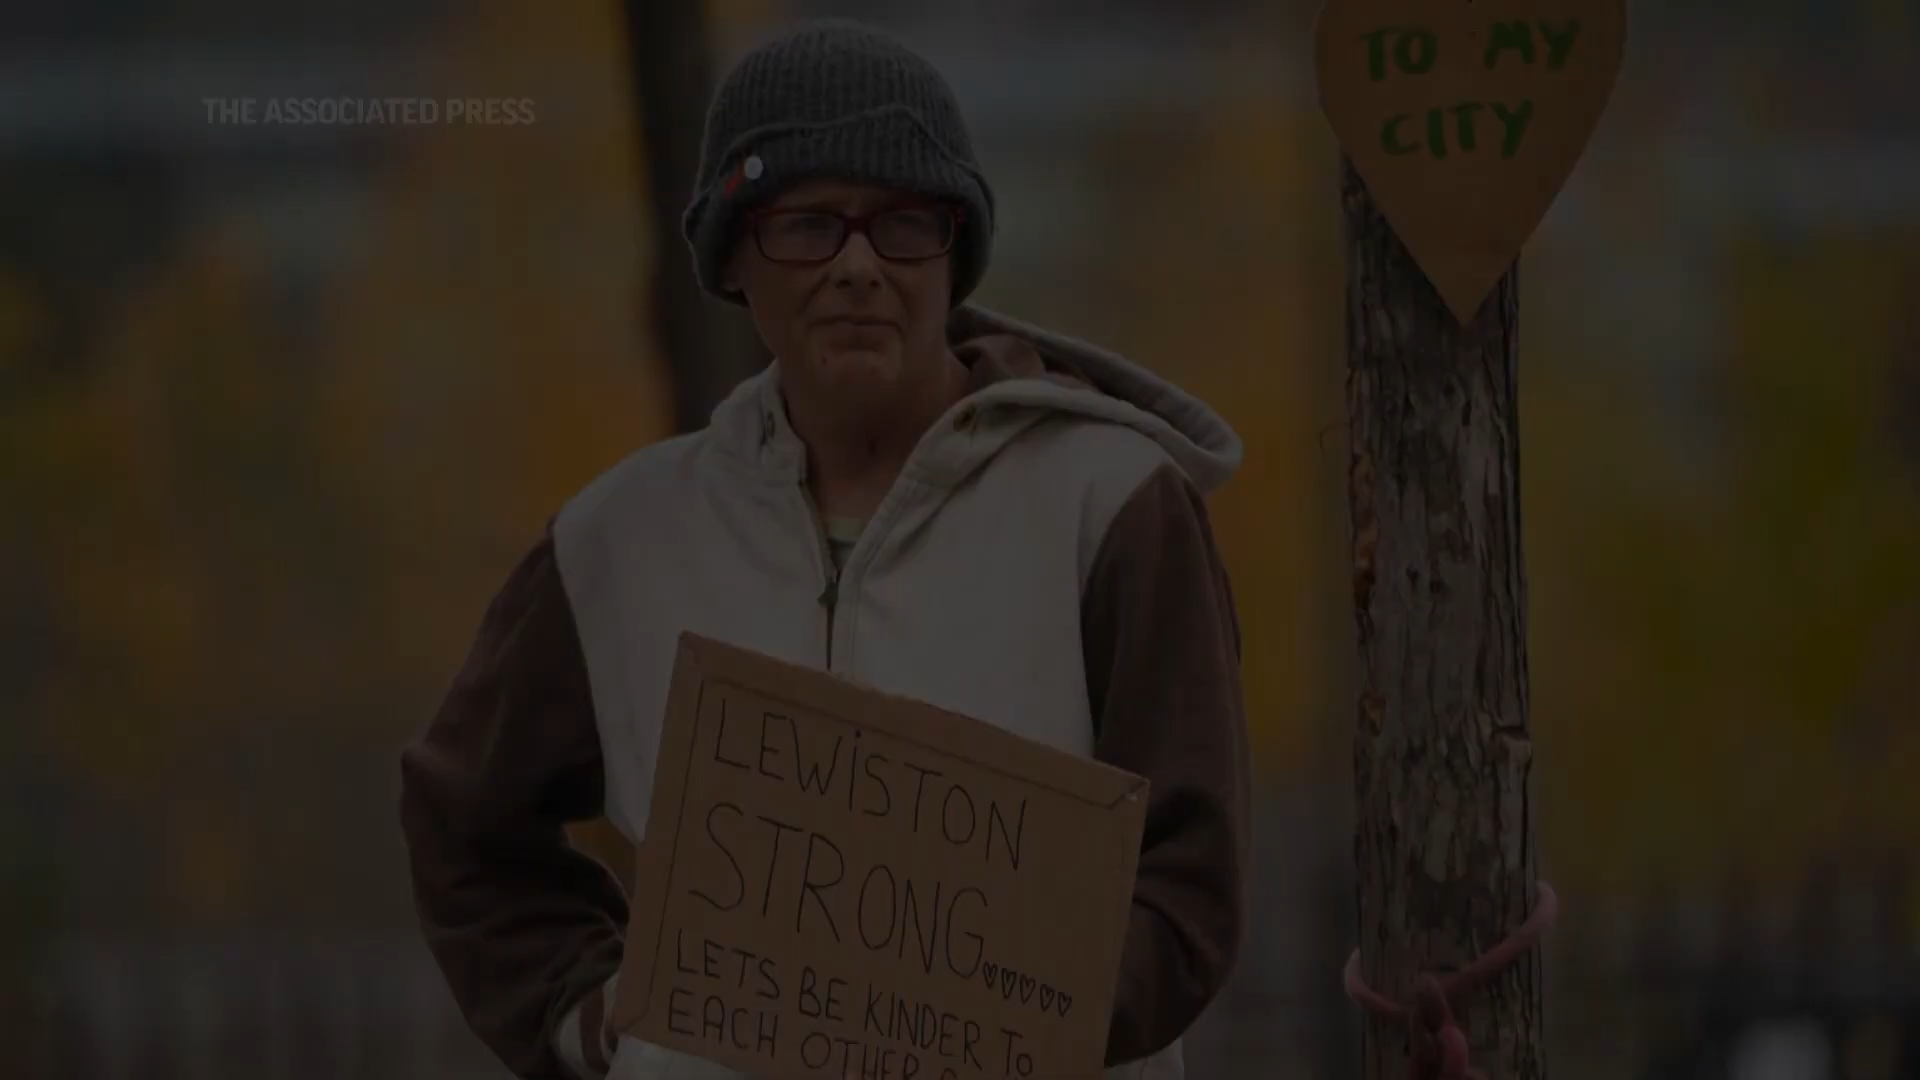 THE ASSOCIATED PRESS
TO MY
CITY
LEWiSTON
STRONG.....
LETS BE KINDER TO
EACH OTHER